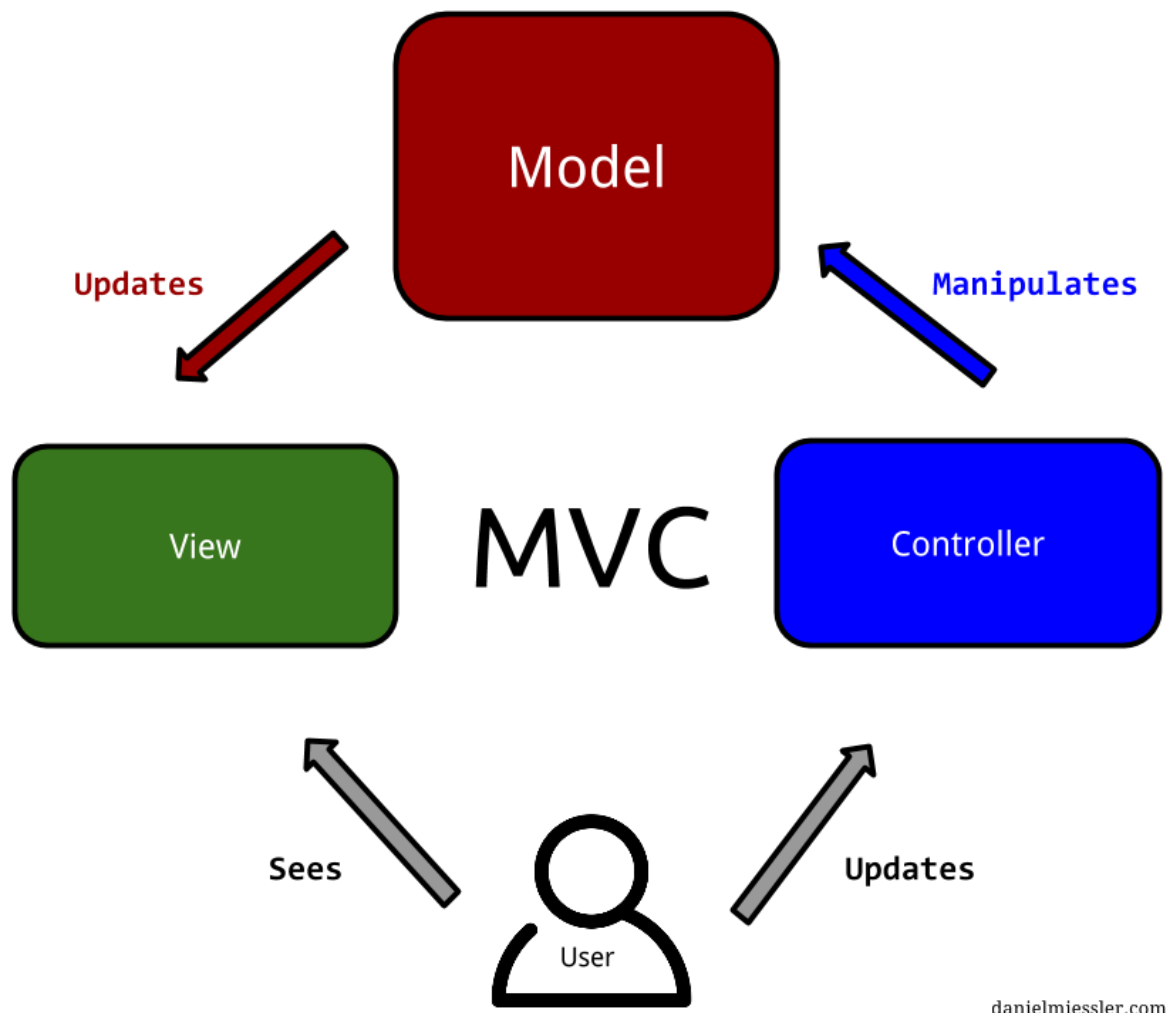 Model
Updates
Manipulates
View
MVC
Controller
Sees
Updates
User
danielmiessler.com